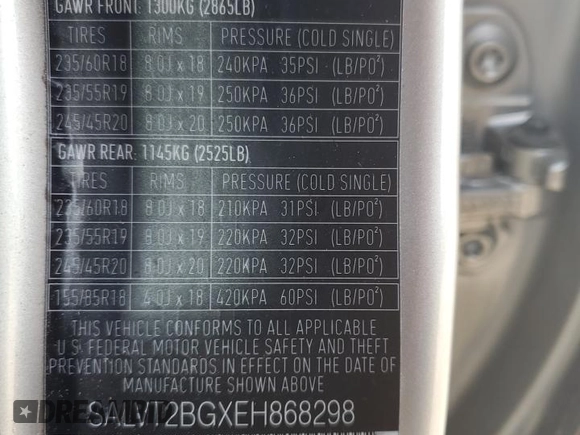 GAWR FRONT: 1300KG (2865LB)
TIRES RIMS PRESSURE (COLD SINGLE)
235/60R18 8.0J x 18 240KPA 35PSI (LB/PO²)
235/55R19 8.0J x 19 250KPA 36PSI (LB/PO²)
245/45R20 8.0J x 20 250KPA 36PSI (LB/PO²)
GAWR REAR: 1145KG (2525LB)
TIRES RIMS PRESSURE (COLD SINGLE)
235/60R18 8.0J x 18 210KPA 31PSI (LB/PO²)
235/55R19 8.0J x 19 220KPA 32PSI (LB/PO²)
245/45R20 8.0J x 20 220KPA 32PSI (LB/PO²)
155/85R18 4.0J x 18 420KPA 60PSI (LB/PO²)
THIS VEHICLE CONFORMS TO ALL APPLICABLE
U.S. FEDERAL MOTOR VEHICLE SAFETY AND THEFT
PREVENTION STANDARDS IN EFFECT ON THE
DATE OF MANUFACTURE SHOWN ABOVE
SALVT2BGXEH868298